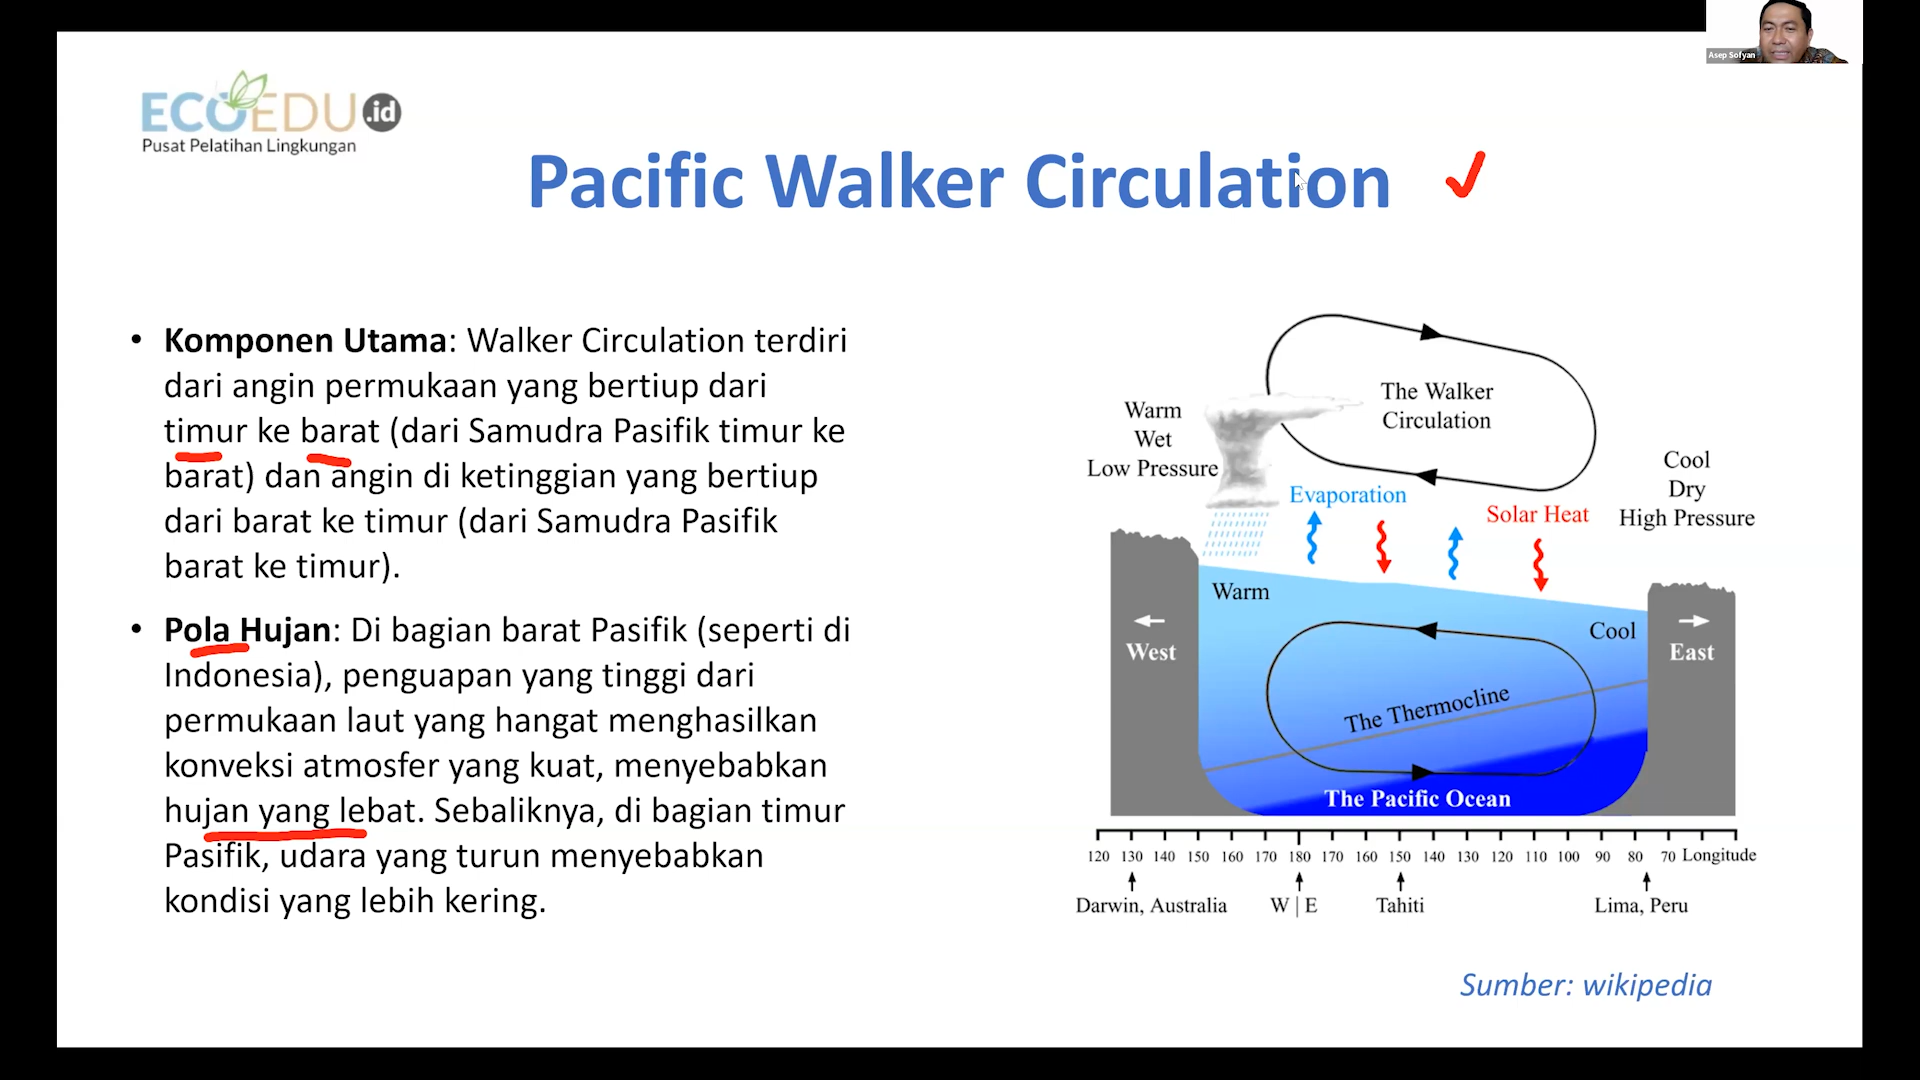 Asep Sofyan
ECOEDU.id
Pusat Pelatihan Lingkungan
Pacific Walker Circulation
• Komponen Utama: Walker Circulation terdiri
dari angin permukaan yang bertiup dari
timur ke barat (dari Samudra Pasifik timur ke
barat) dan angin di ketinggian yang bertiup
dari barat ke timur (dari Samudra Pasifik
barat ke timur).
• Pola Hujan: Di bagian barat Pasifik (seperti di
Indonesia), penguapan yang tinggi dari
permukaan laut yang hangat menghasilkan
konveksi atmosfer yang kuat, menyebabkan
hujan yang lebat. Sebaliknya, di bagian timur
Pasifik, udara yang turun menyebabkan
kondisi yang lebih kering.
The Walker
Circulation
Warm
Wet
Low Pressure
Cool
Dry
High Pressure
Evaporation
Solar Heat
Warm
Cool
West
East
The Thermocline
The Pacific Ocean
120 130 140 150 160 170 180 170 160 150 140 130 120 110 100 90 80 70 Longitude
Darwin, Australia
W | E
Tahiti
Lima, Peru
Sumber: wikipedia